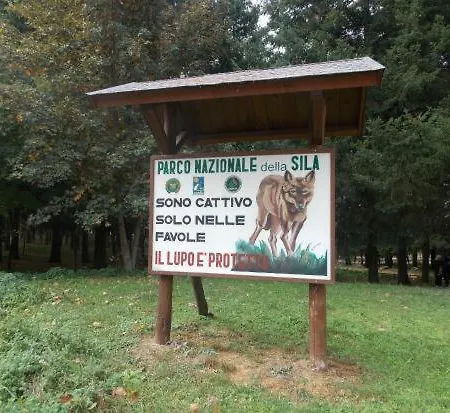 PARCO NAZIONALE della SILA
SONO CATTIVO
SOLO NELLE
FAVOLE
IL LUPO E' PROTETTO